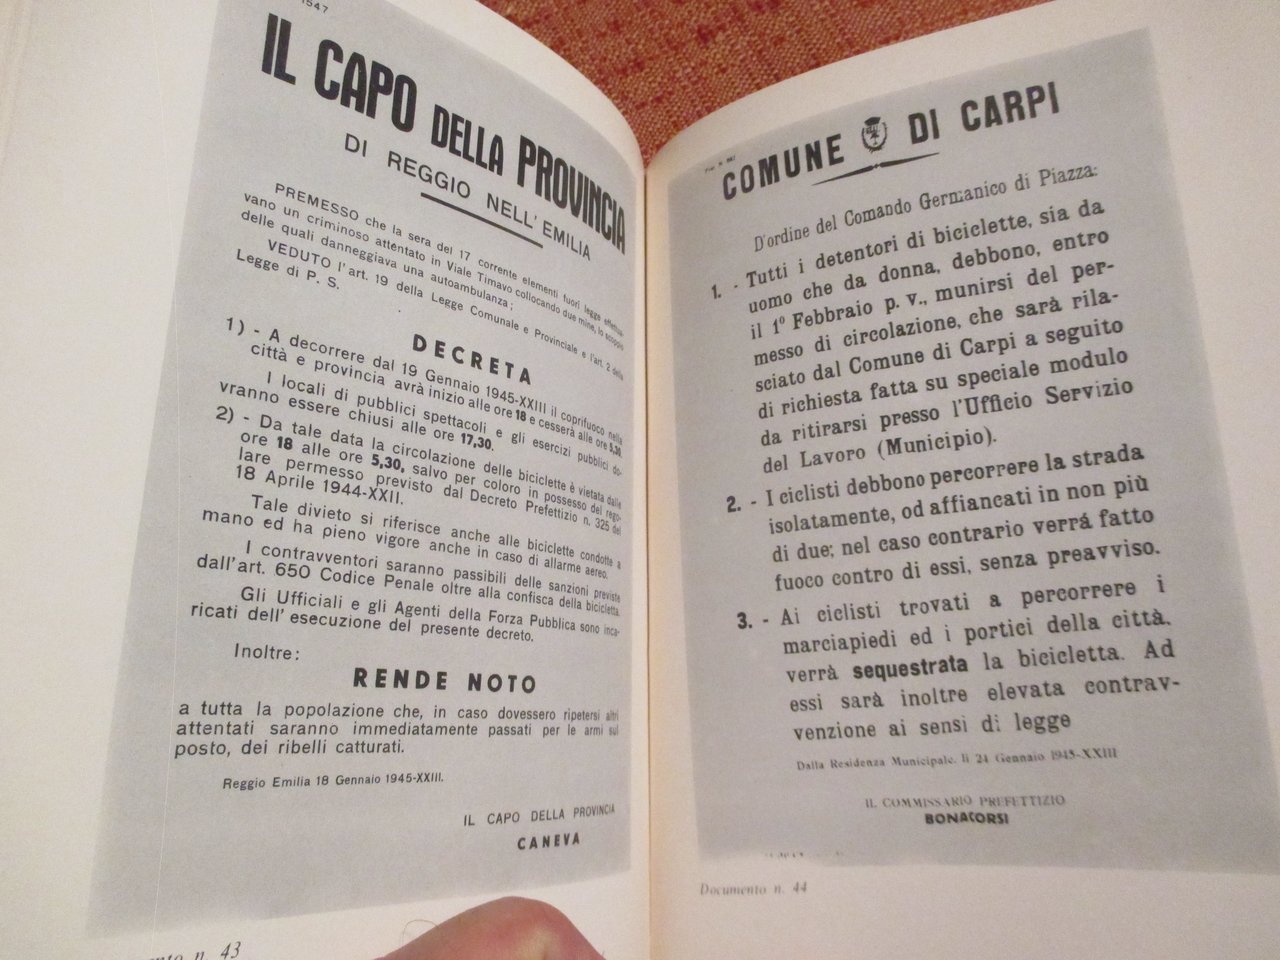 1547
IL CAPO DELLA PROVINCIA
DI REGGIO NELL'EMILIA
PREMESSO che la sera del 17 corrente elementi fuori legge effettua-
vano un criminoso attentato in Viale Timavo collocando due mine, lo scoppio
delle quali danneggiava una autoambulanza;
VEDUTO l'art. 19 della Legge Comunale e Provinciale e l'art. 2 della
Legge di P. S.
DECRETA
1) - A decorrere dal 19 Gennaio 1945-XXIII il coprifuoco nella
città e provincia avrà inizio alle ore 18 e cesserà alle ore 5,30.
I locali di pubblici spettacoli e gli esercizi pubblici do-
vranno essere chiusi alle ore 17,30.
2) - Da tale data la circolazione delle biciclette è vietata dalle
ore 18 alle ore 5,30, salvo per coloro in possesso del rego-
lare permesso previsto dal Decreto Prefettizio n. 325 del
18 Aprile 1944-XXII.
Tale divieto si riferisce anche alle biciclette condotte a
mano ed ha pieno vigore anche in caso di allarme aereo.
I contravventori saranno passibili delle sanzioni previste
dall'art. 650 Codice Penale oltre alla confisca della bicicletta.
Gli Ufficiali e gli Agenti della Forza Pubblica sono inca-
ricati dell'esecuzione del presente decreto.
Inoltre:
RENDE NOTO
a tutta la popolazione che, in caso dovessero ripetersi altri
attentati saranno immediatamente passati per le armi sul
posto, dei ribelli catturati.
Reggio Emilia 18 Gennaio 1945-XXIII.
IL CAPO DELLA PROVINCIA
CANEVA
n. 43
COMUNE DI CARPI
D'ordine del Comando Germanico di Piazza:
1. - Tutti i detentori di biciclette, sia da
uomo che da donna, debbono, entro
il 1º Febbraio p. v., munirsi del per-
messo di circolazione, che sarà rila-
sciato dal Comune di Carpi a seguito
di richiesta fatta su speciale modulo
da ritirarsi presso l'Ufficio Servizio
del Lavoro (Municipio).
2. - I ciclisti debbono percorrere la strada
isolatamente, od affiancati in non più
di due; nel caso contrario verrá fatto
fuoco contro di essi, senza preavviso.
3. - Ai ciclisti trovati a percorrere i
marciapiedi ed i portici della città,
verrà sequestrata la bicicletta. Ad
essi sarà inoltre elevata contrav-
venzione ai sensi di legge
Dalla Residenza Municipale, li 24 Gennaio 1945-XXIII
IL COMMISSARIO PREFETTIZIO
BONACORSI
Documento n. 44